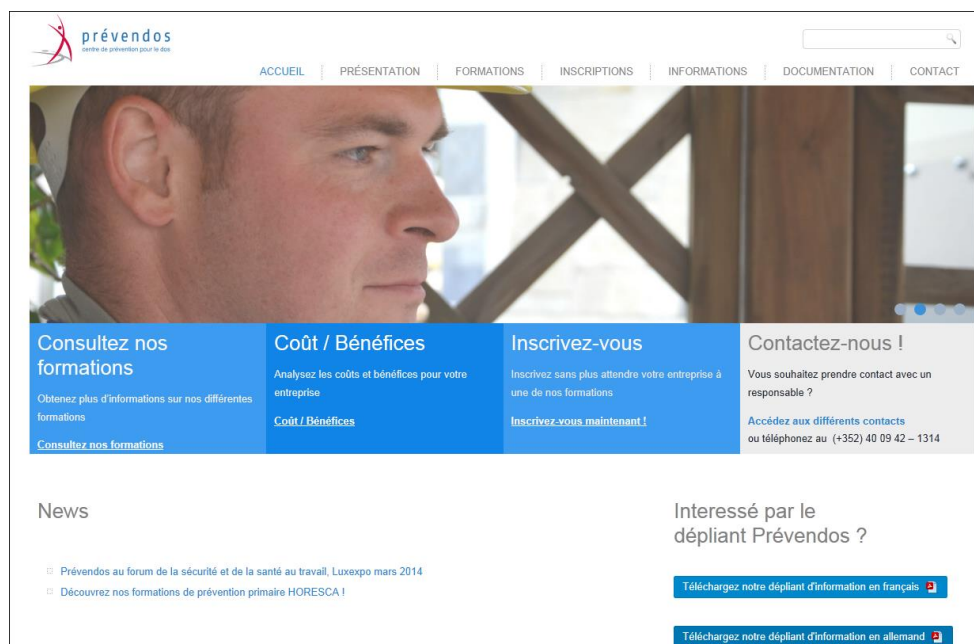 prévendos
centre de prévention pour le dos
ACCUEIL PRÉSENTATION FORMATIONS INSCRIPTIONS INFORMATIONS DOCUMENTATION CONTACT
Consultez nos
formations
Obtenez plus d'informations sur nos différentes
formations
Consultez nos formations
Coût / Bénéfices
Analysez les coûts et bénéfices pour votre
entreprise
Coût / Bénéfices
Inscrivez-vous
Inscrivez sans plus attendre votre entreprise à
une de nos formations
Inscrivez-vous maintenant !
Contactez-nous !
Vous souhaitez prendre contact avec un
responsable ?
Accédez aux différents contacts
ou téléphonez au (+352) 40 09 42 – 1314
News
Prévendos au forum de la sécurité et de la santé au travail, Luxexpo mars 2014
Découvrez nos formations de prévention primaire HORESCA !
Interessé par le
dépliant Prévendos ?
Téléchargez notre dépliant d'information en français
Téléchargez notre dépliant d'information en allemand